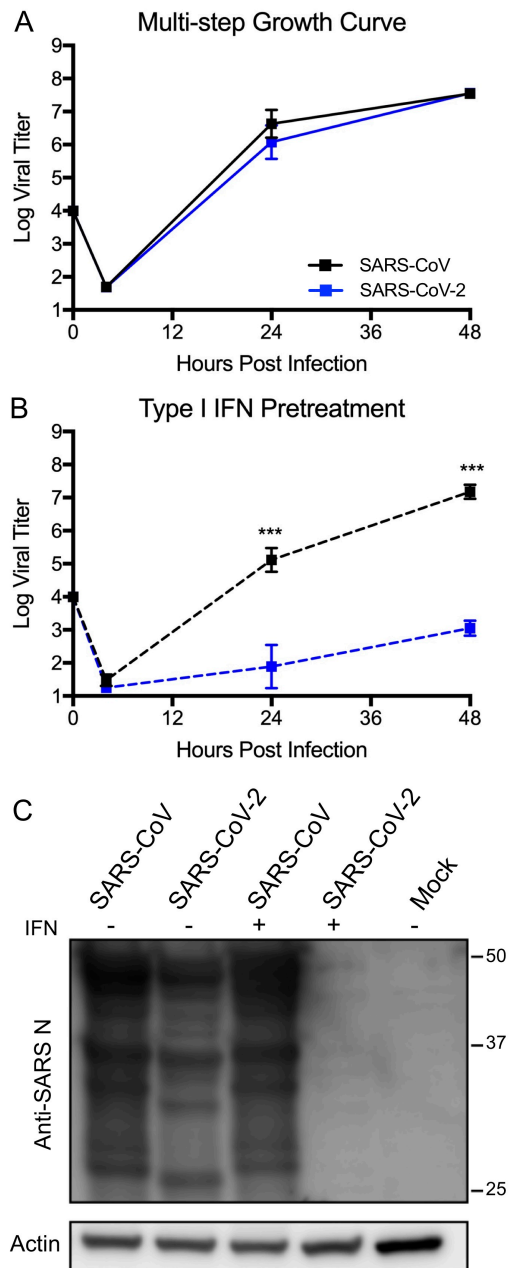 A
Multi-step Growth Curve
Log Viral Titer
9
8
7
6
5
4
3
2
1
SARS-CoV
SARS-CoV-2
0 12 24 36 48
Hours Post Infection
B
Type I IFN Pretreatment
Log Viral Titer
9
8
7
6
5
4
3
2
1
***
***
0 12 24 36 48
Hours Post Infection
C
SARS-CoV SARS-CoV-2 SARS-CoV SARS-CoV-2 Mock
IFN - - + + -
Anti-SARS N
50
37
25
Actin